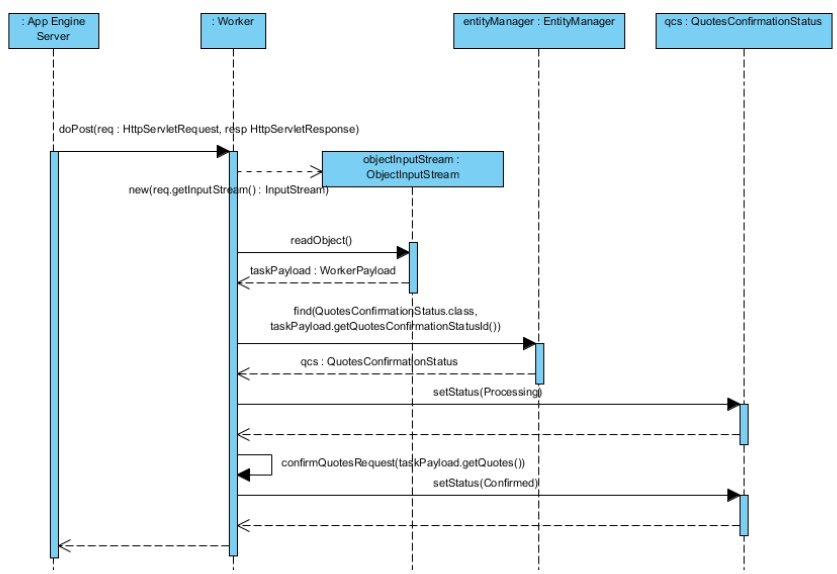 : App Engine
Server
: Worker
entityManager : EntityManager
qcs : QuotesConfirmationStatus
doPost(req : HttpServletRequest, resp HttpServletResponse)
objectInputStream :
ObjectInputStream
new(req.getInputStream() : InputStream)
readObject()
taskPayload : WorkerPayload
find(QuotesConfirmationStatus.class,
taskPayload.getQuotesConfirmationStatusId())
qcs : QuotesConfirmationStatus
setStatus(Processing)
confirmQuotesRequest(taskPayload.getQuotes())
setStatus(Confirmed)